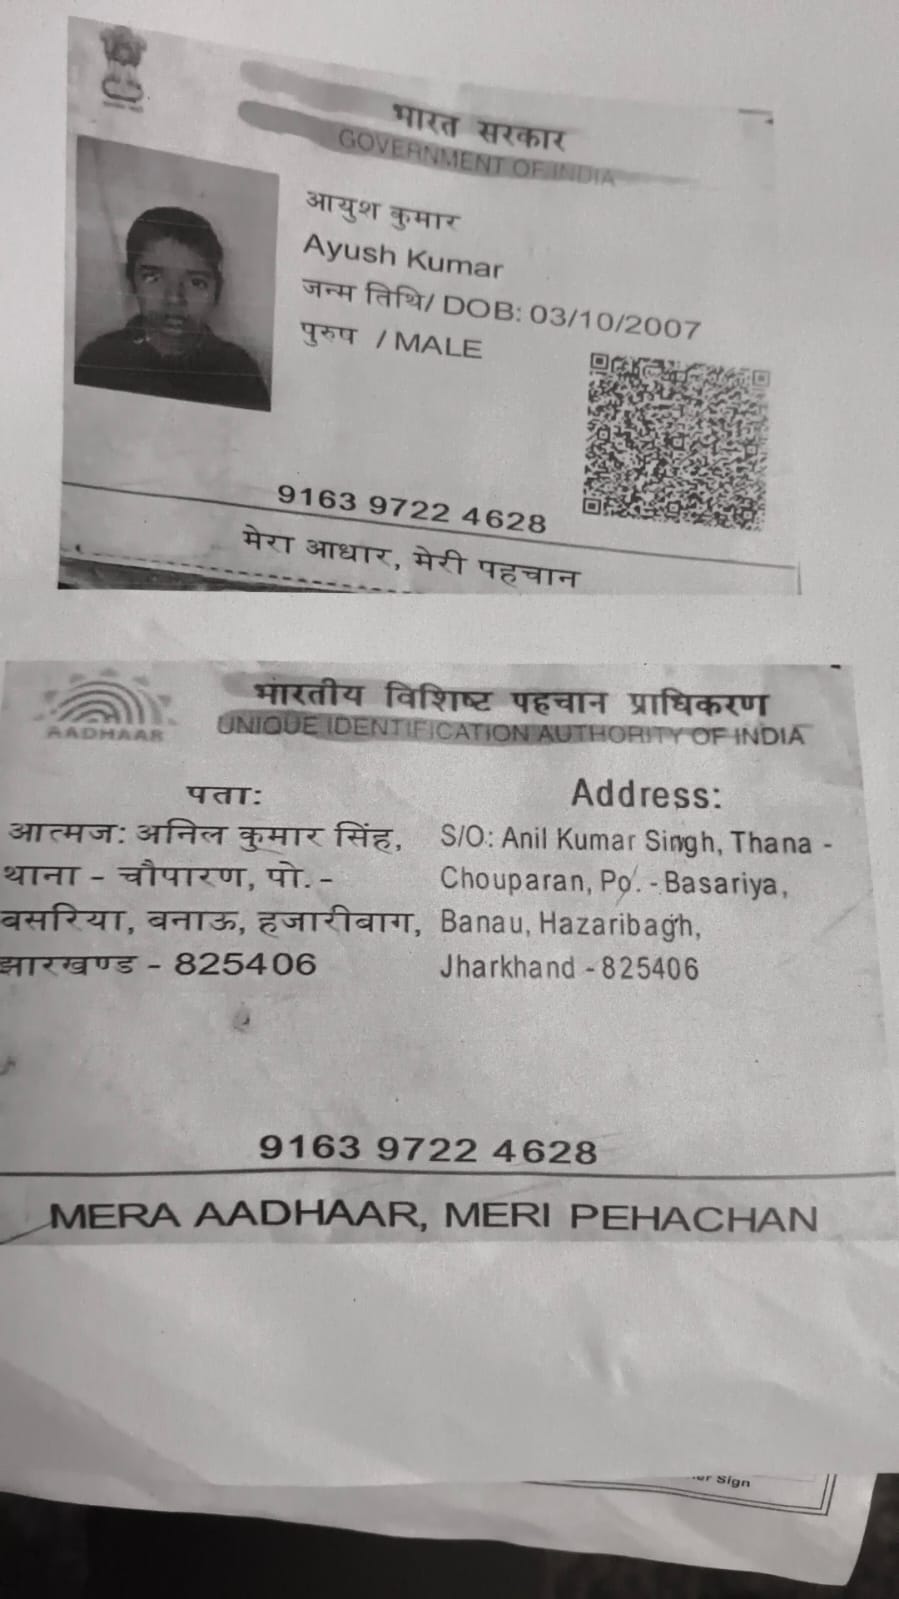 भारत सरकार
GOVERNMENT OF INDIA
आयुश कुमार
Ayush Kumar
जन्म तिथि/ DOB: 03/10/2007
पुरुष / MALE
9163 9722 4628
मेरा आधार, मेरी पहचान
AADHAAR
भारतीय विशिष्ट पहचान प्राधिकरण
UNIQUE IDENTIFICATION AUTHORITY OF INDIA
पता:
आत्मज: अनिल कुमार सिंह,
थाना - चौपारण, पो. -
बसरिया, बनाऊ, हजारीबाग,
झारखण्ड - 825406
Address:
S/O: Anil Kumar Singh, Thana -
Chouparan, Po. - Basariya,
Banau, Hazaribagh,
Jharkhand - 825406
9163 9722 4628
MERA AADHAAR, MERI PEHACHAN
Sign